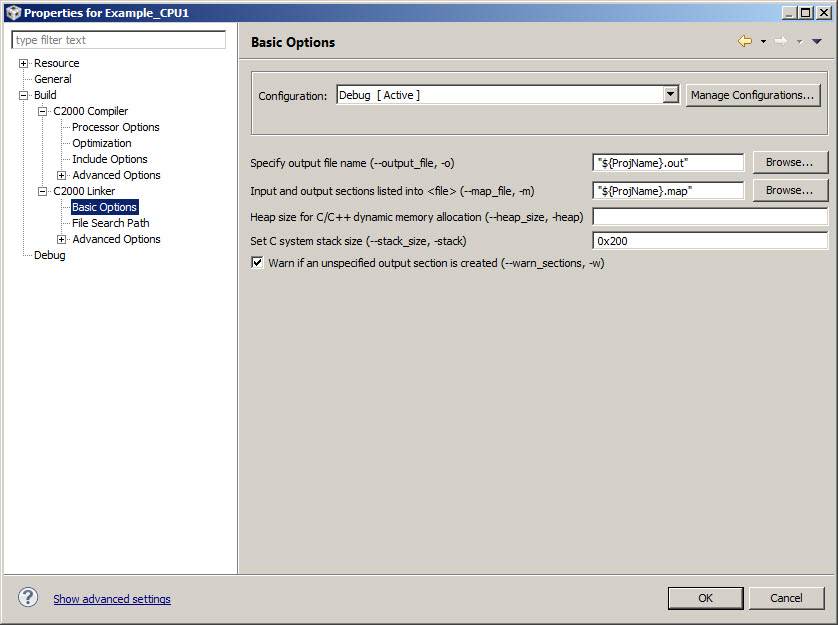 Properties for Example_CPU1
type filter text
Resource
General
Build
C2000 Compiler
Processor Options
Optimization
Include Options
Advanced Options
C2000 Linker
Basic Options
File Search Path
Advanced Options
Debug
Basic Options
Configuration: Debug [ Active ] Manage Configurations...
Specify output file name (--output_file, -o) "${ProjName}.out" Browse...
Input and output sections listed into <file> (--map_file, -m) "${ProjName}.map" Browse...
Heap size for C/C++ dynamic memory allocation (--heap_size, -heap)
Set C system stack size (--stack_size, -stack) 0x200
Warn if an unspecified output section is created (--warn_sections, -w)
? Show advanced settings OK Cancel